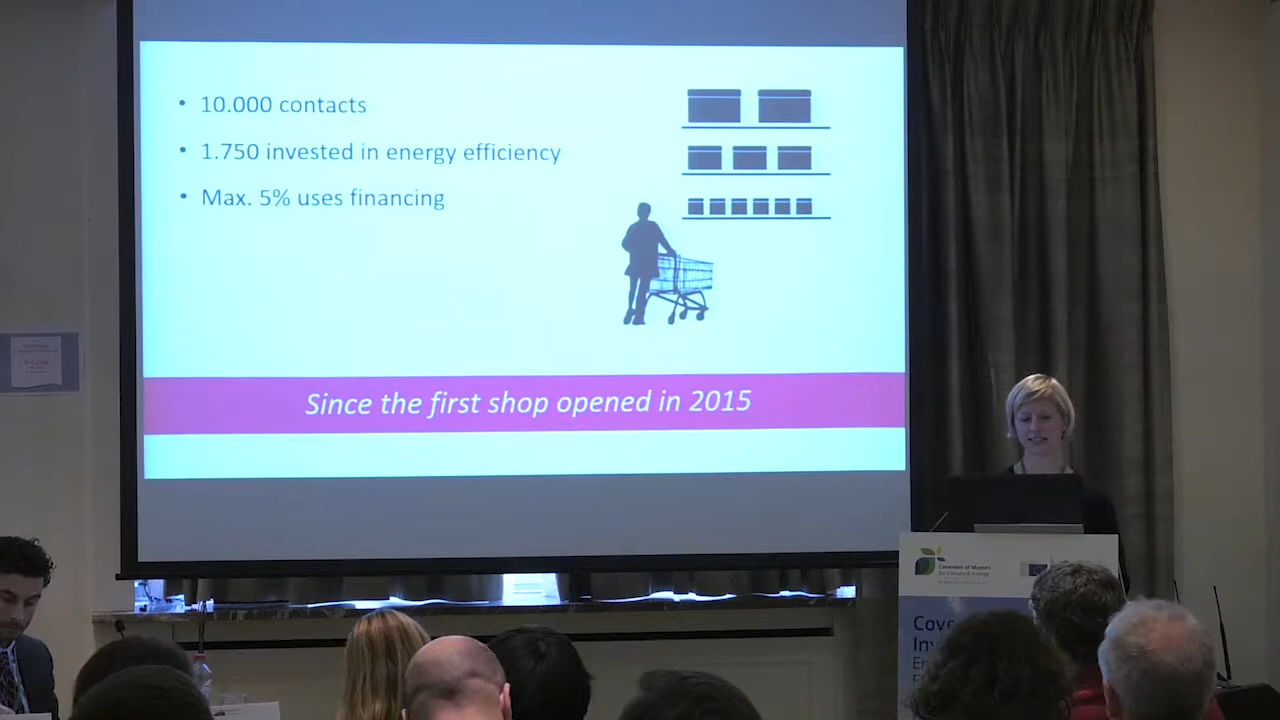 • 10.000 contacts
• 1.750 invested in energy efficiency
• Max. 5% uses financing
Since the first shop opened in 2015
Covenant of Mayors
for Climate & Energy